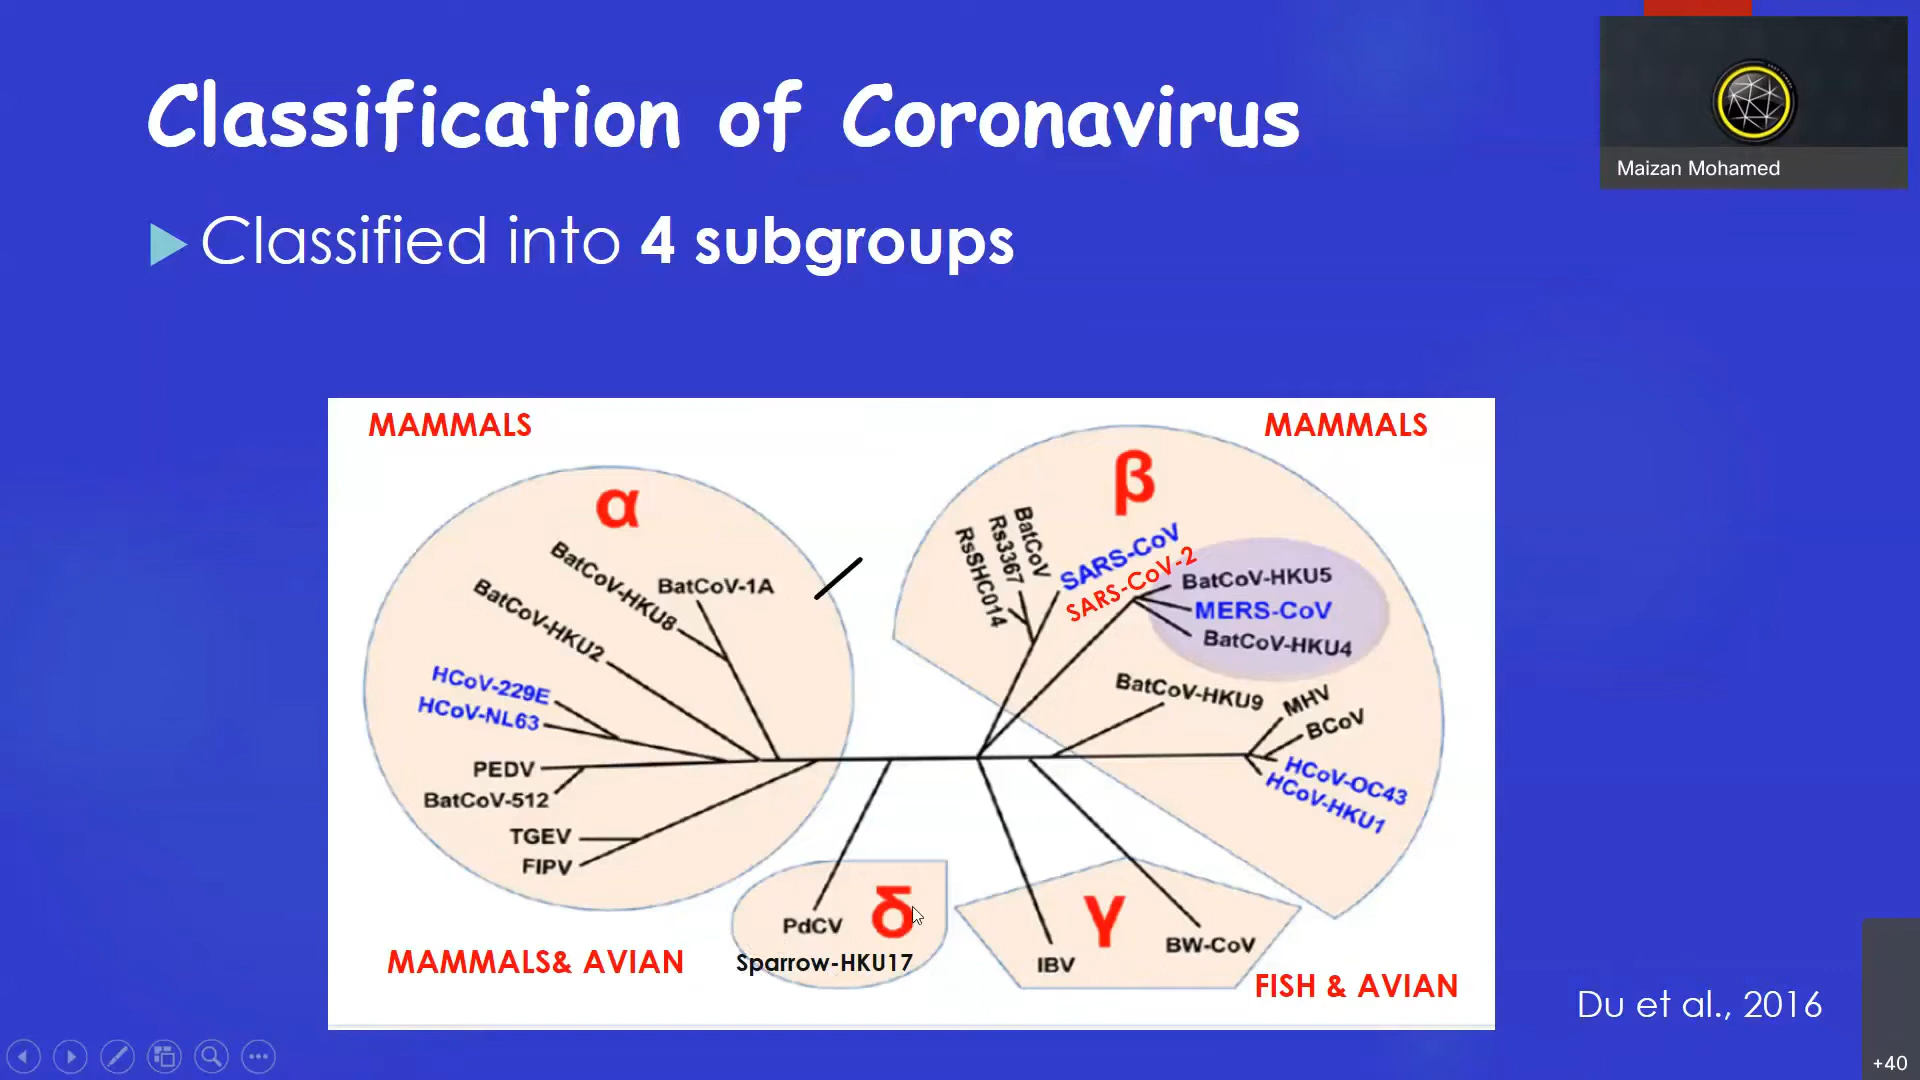 Classification of Coronavirus
Maizan Mohamed
Classified into 4 subgroups
MAMMALS
MAMMALS
α
β
BatCoV-HKU8
BatCoV-1A
BatCoV-HKU2
HCoV-229E
HCoV-NL63
PEDV
BatCoV-512
TGEV
FIPV
BatCoV
Rs3367
RsSHC014
SARS-CoV
SARS-CoV-2
BatCoV-HKU5
MERS-CoV
BatCoV-HKU4
BatCoV-HKU9
MHV
BCoV
HCoV-OC43
HCoV-HKU1
δ
PdCV
Sparrow-HKU17
γ
IBV
BW-CoV
MAMMALS& AVIAN
FISH & AVIAN
Du et al., 2016
+40